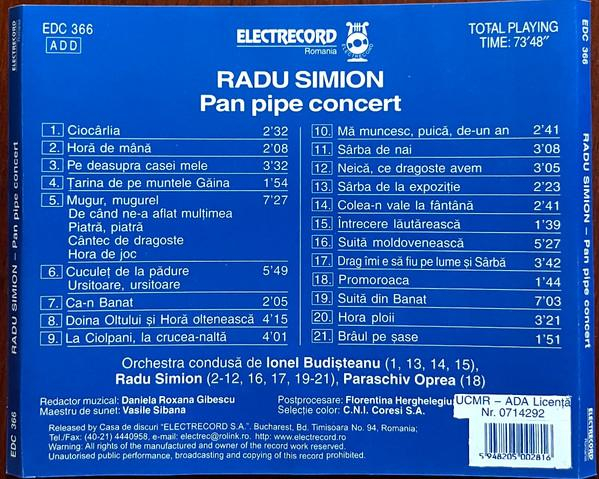 EDC 366
ADD
ELECTRECORD
Romania
ELECTRECORD
TOTAL PLAYING
TIME: 73'48"
RADU SIMION
Pan pipe concert
1. Ciocârlia 2'32
2. Horă de mână 2'08
3. Pe deasupra casei mele 3'32
4. Țarina de pe muntele Găina 1'54
5. Mugur, mugurel 7'27
De când ne-a aflat mulțimea
Piatră, piatră
Cântec de dragoste
Hora de joc
6. Cuculeț de la pădure 5'49
Ursitoare, ursitoare
7. Ca-n Banat 2'05
8. Doina Oltului și Horă oltenească 4'15
9. La Ciolpani, la crucea-naltă 4'01
10. Mă muncesc, puică, de-un an 2'41
11. Sârba de nai 3'08
12. Neică, ce dragoste avem 3'05
13. Sârba de la expoziție 2'23
14. Colea-n vale la fântână 2'41
15. Întrecere lăutărească 1'39
16. Suită moldovenească 5'27
17. Drag îmi e să fiu pe lume și Sârbă 3'42
18. Promoroaca 1'44
19. Suită din Banat 7'03
20. Hora ploii 3'21
21. Brâul pe șase 1'51
Orchestra condusă de Ionel Budișteanu (1, 13, 14, 15),
Radu Simion (2-12, 16, 17, 19-21), Paraschiv Oprea (18)
Redactor muzical: Daniela Roxana Gibescu
Maestru de sunet: Vasile Sibana
Postprocesare: Florentina Herghelegiu
Selecție color: C.N.I. Coresi S.A.
Released by Casa de discuri "ELECTRECORD S.A.". Bucharest, Bd. Timisoara No. 94, Romania;
Tel./Fax: (40-21) 4440958, e-mail: electrec@rolink.ro. http: www.electrecord.ro
Warning: All rights of the manufactured and owner of the record work reserved.
Unautorised public performance, broadcasting and copying of this record prohibited.
UCMR - ADA Licență
Nr. 0714292
5 948205 002816
EDC 366
RADU SIMION – Pan pipe concert
ELECTRECORD
Romania
EDC 366
RADU SIMION – Pan pipe concert